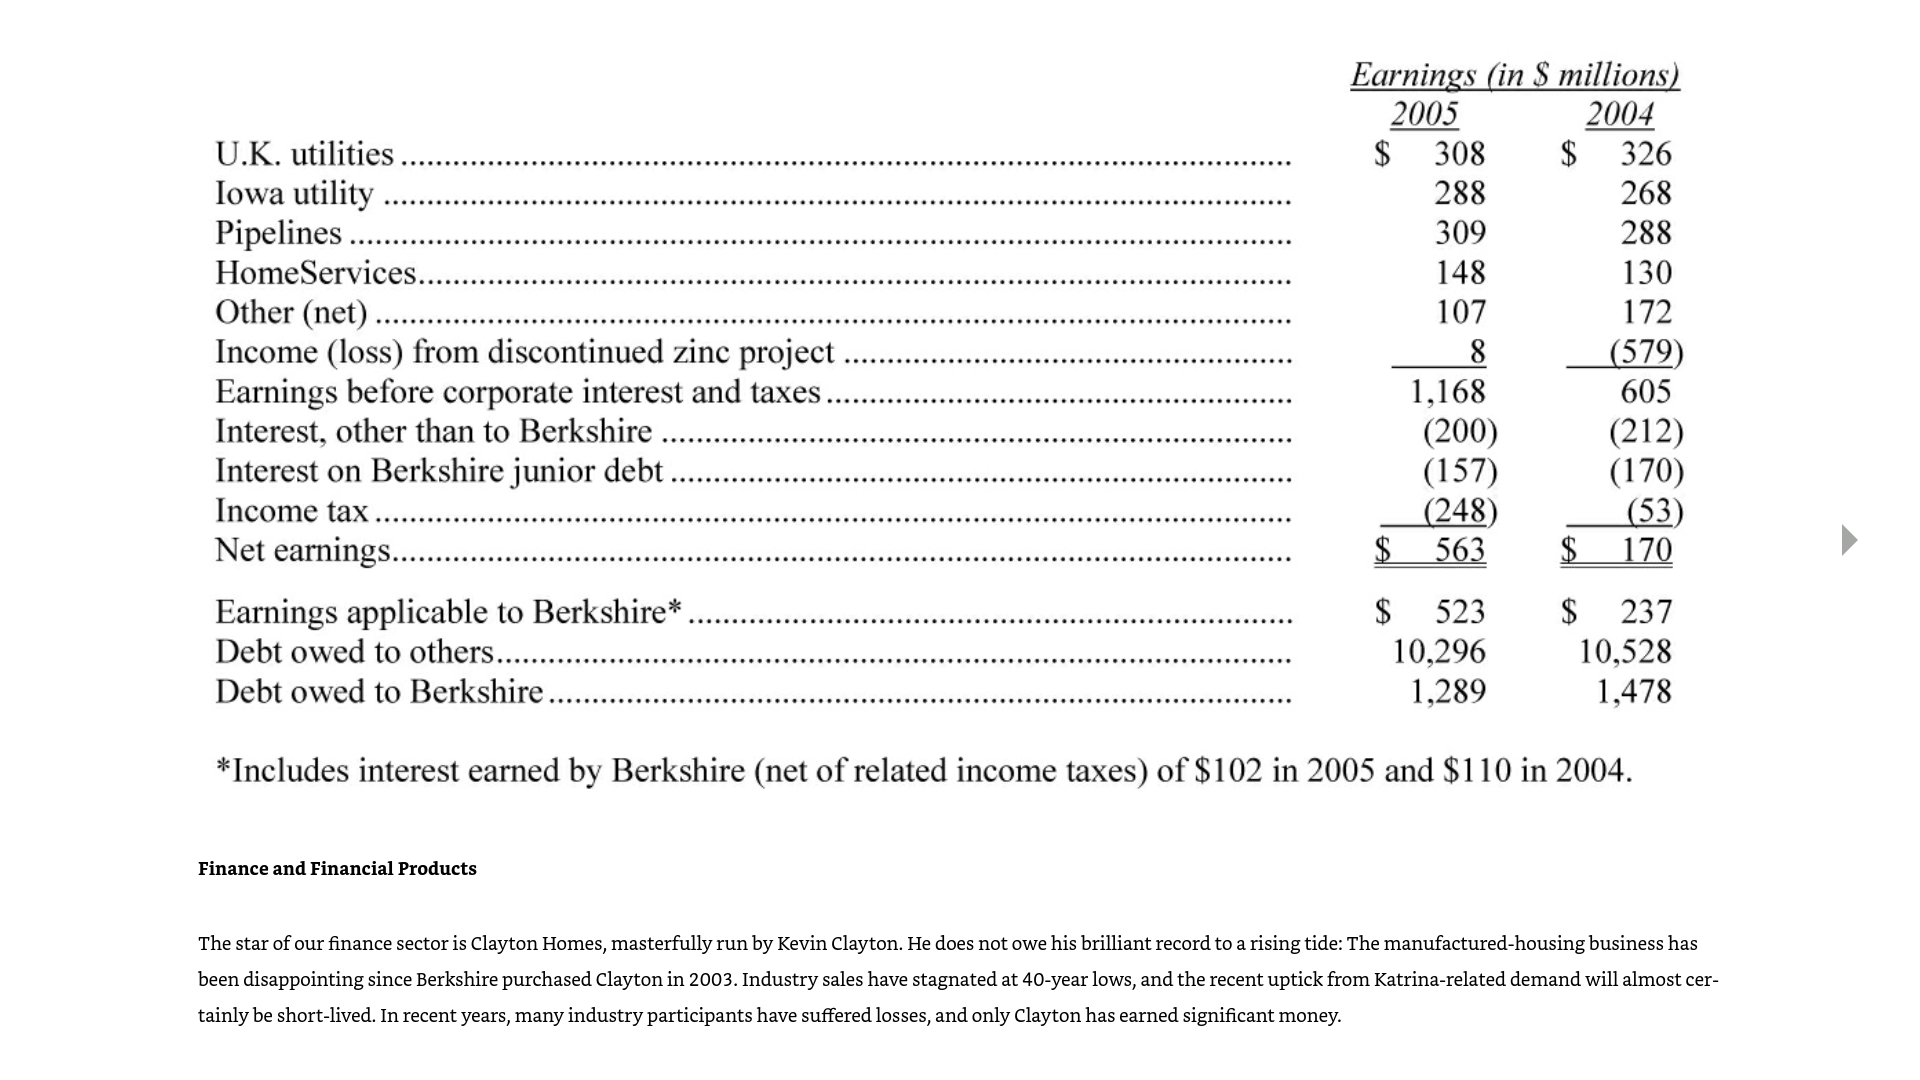 Earnings (in $ millions)
2005 2004
U.K. utilities ........ $ 308 $ 326
Iowa utility ........ 288 268
Pipelines ........ 309 288
HomeServices........ 148 130
Other (net) ........ 107 172
Income (loss) from discontinued zinc project ........ 8 (579)
Earnings before corporate interest and taxes ........ 1,168 605
Interest, other than to Berkshire ........ (200) (212)
Interest on Berkshire junior debt ........ (157) (170)
Income tax ........ (248) (53)
Net earnings........ $ 563 $ 170
Earnings applicable to Berkshire* ........ $ 523 $ 237
Debt owed to others........ 10,296 10,528
Debt owed to Berkshire ........ 1,289 1,478
*Includes interest earned by Berkshire (net of related income taxes) of $102 in 2005 and $110 in 2004.
Finance and Financial Products
The star of our finance sector is Clayton Homes, masterfully run by Kevin Clayton. He does not owe his brilliant record to a rising tide: The manufactured-housing business has
been disappointing since Berkshire purchased Clayton in 2003. Industry sales have stagnated at 40-year lows, and the recent uptick from Katrina-related demand will almost cer-
tainly be short-lived. In recent years, many industry participants have suffered losses, and only Clayton has earned significant money.